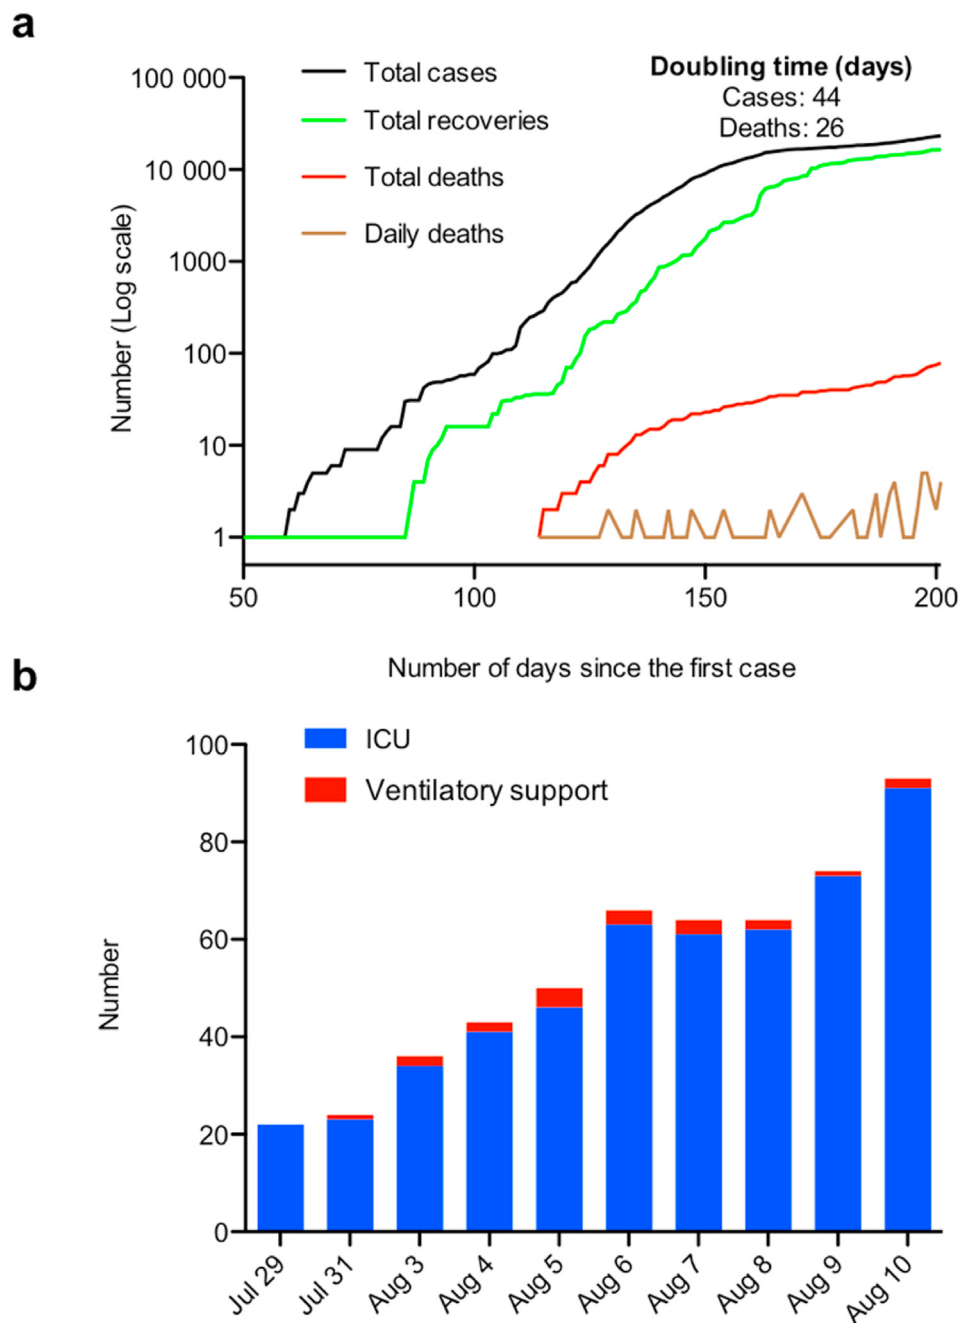 a
Total cases
Total recoveries
Total deaths
Daily deaths
Doubling time (days)
Cases: 44
Deaths: 26
Number (Log scale)
100 000
10 000
1000
100
10
1
50
100
150
200
Number of days since the first case
b
ICU
Ventilatory support
Number
100
80
60
40
20
0
Jul 29
Jul 31
Aug 3
Aug 4
Aug 5
Aug 6
Aug 7
Aug 8
Aug 9
Aug 10